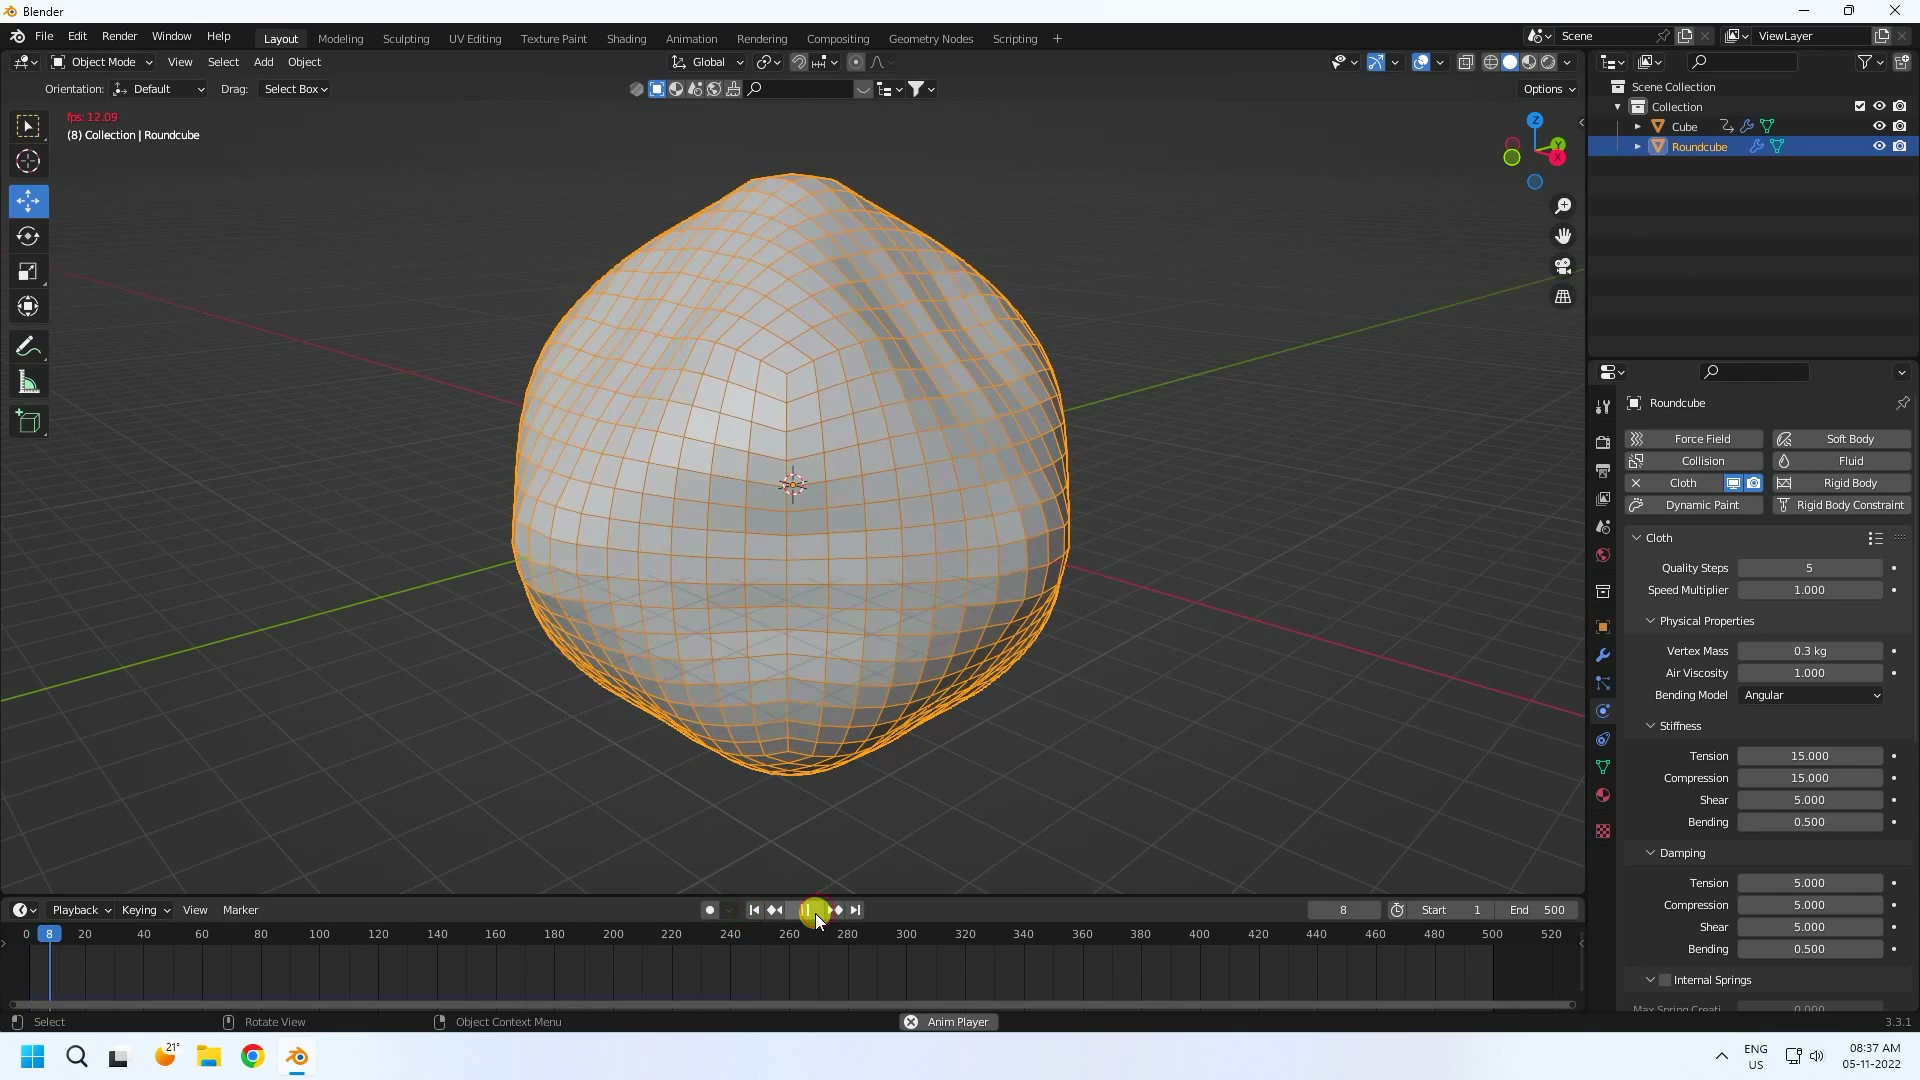 Blender
File Edit Render Window Help
Layout Modeling Sculpting UV Editing Texture Paint Shading Animation Rendering Compositing Geometry Nodes Scripting +
Scene ViewLayer
Object Mode View Select Add Object Global
Orientation: Default Drag: Select Box Options
fps: 12.09
(8) Collection | Roundcube
Z
Y
X
Scene Collection
Collection
Cube
Roundcube
Roundcube
Force Field Soft Body
Collision Fluid
Cloth Rigid Body
Dynamic Paint Rigid Body Constraint
Cloth
Quality Steps 5
Speed Multiplier 1.000
Physical Properties
Vertex Mass 0.3 kg
Air Viscosity 1.000
Bending Model Angular
Stiffness
Tension 15.000
Compression 15.000
Shear 5.000
Bending 0.500
Damping
Tension 5.000
Compression 5.000
Shear 5.000
Bending 0.500
Internal Springs
Max Spring Creati 0.000
Playback Keying View Marker 8 Start 1 End 500
0 8 20 40 60 80 100 120 140 160 180 200 220 240 260 280 300 320 340 360 380 400 420 440 460 480 500 520
Select Rotate View Object Context Menu Anim Player 3.3.1
21°
ENG
US
08:37 AM
05-11-2022